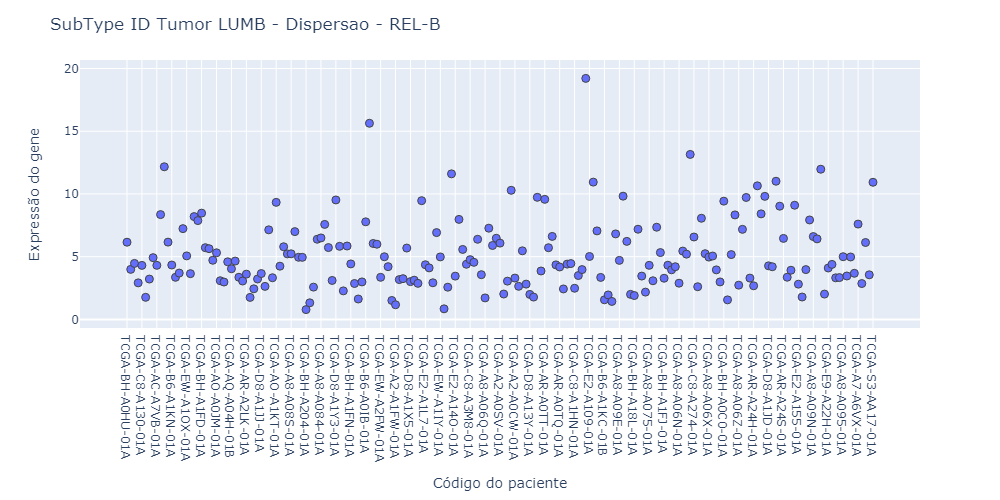 SubType ID Tumor LUMB - Dispersao - REL-B
Expressão do gene
20
15
10
5
0
TCGA-BH-A0HU-01A
TCGA-C8-A130-01A
TCGA-AC-A7VB-01A
TCGA-B6-A1KN-01A
TCGA-EW-A1OX-01A
TCGA-BH-A1FD-01A
TCGA-AO-A0JM-01A
TCGA-AQ-A04H-01B
TCGA-AR-A2LK-01A
TCGA-D8-A1JJ-01A
TCGA-AO-A1KT-01A
TCGA-A8-A08S-01A
TCGA-BH-A204-01A
TCGA-A8-A084-01A
TCGA-D8-A1Y3-01A
TCGA-BH-A1FN-01A
TCGA-B6-A0IB-01A
TCGA-EW-A2FW-01A
TCGA-A2-A1FW-01A
TCGA-D8-A1X5-01A
TCGA-E2-A1L7-01A
TCGA-EW-A1IY-01A
TCGA-E2-A14O-01A
TCGA-C8-A3M8-01A
TCGA-A8-A06Q-01A
TCGA-A2-A0SV-01A
TCGA-A2-A0CW-01A
TCGA-D8-A13Y-01A
TCGA-AR-A0TT-01A
TCGA-AR-A0TQ-01A
TCGA-C8-A1HN-01A
TCGA-E2-A109-01A
TCGA-B6-A1KC-01B
TCGA-A8-A09E-01A
TCGA-BH-A18L-01A
TCGA-A8-A075-01A
TCGA-BH-A1FJ-01A
TCGA-A8-A06N-01A
TCGA-C8-A274-01A
TCGA-A8-A06X-01A
TCGA-BH-A0C0-01A
TCGA-A8-A06Z-01A
TCGA-AR-A24H-01A
TCGA-D8-A1JD-01A
TCGA-AR-A24S-01A
TCGA-E2-A155-01A
TCGA-A8-A09N-01A
TCGA-E9-A22H-01A
TCGA-A8-A095-01A
TCGA-A7-A6VX-01A
TCGA-S3-AA17-01A
Código do paciente